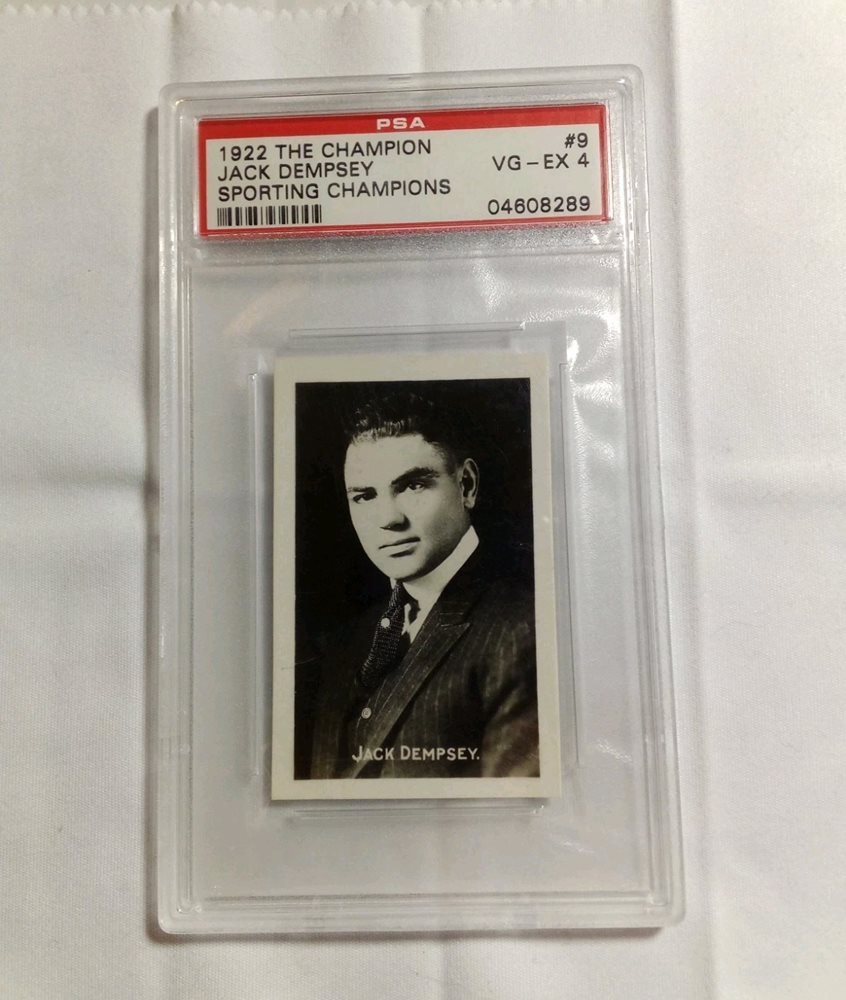 PSA
1922 THE CHAMPION #9
JACK DEMPSEY VG-EX 4
SPORTING CHAMPIONS
04608289
JACK DEMPSEY.